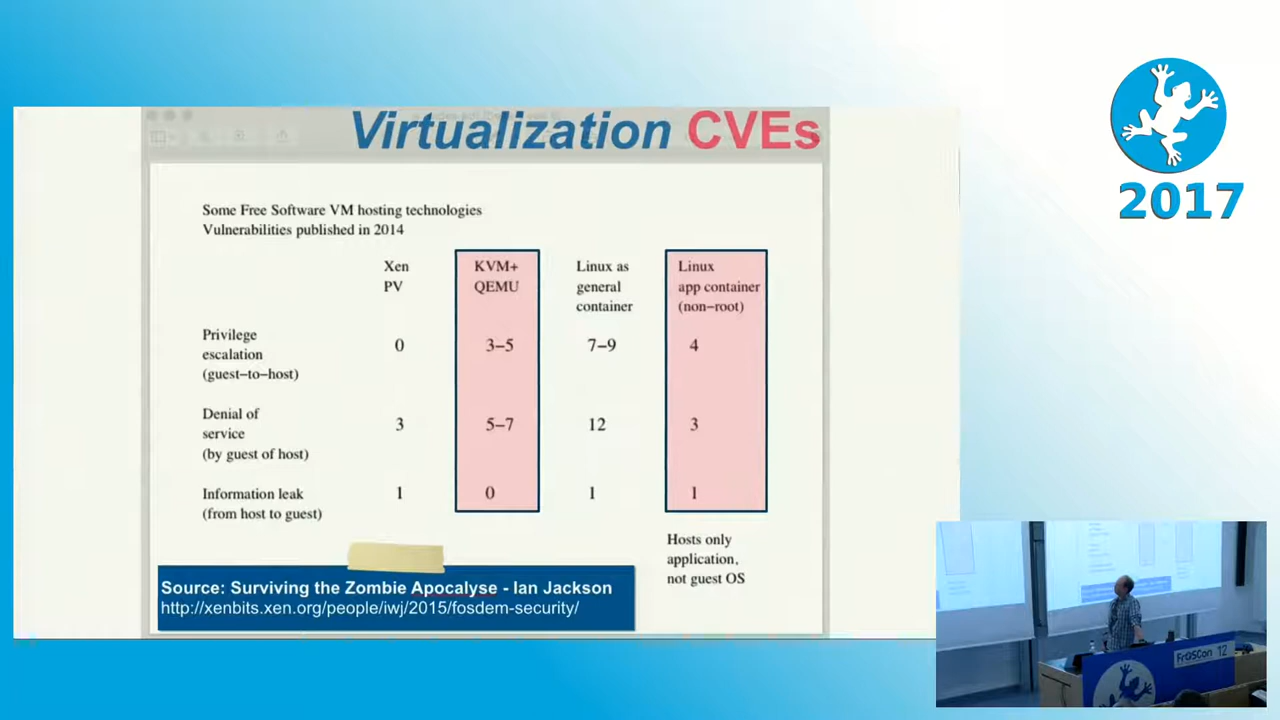 Virtualization CVEs
2017
Some Free Software VM hosting technologies
Vulnerabilities published in 2014
Xen PV
KVM+ QEMU
Linux as general container
Linux app container (non-root)
Privilege escalation (guest-to-host)
0
3-5
7-9
4
Denial of service (by guest of host)
3
5-7
12
3
Information leak (from host to guest)
1
0
1
1
Hosts only
application,
not guest OS
Source: Surviving the Zombie Apocalyse - Ian Jackson
http://xenbits.xen.org/people/iwj/2015/fosdem-security/
FrOSCon 12